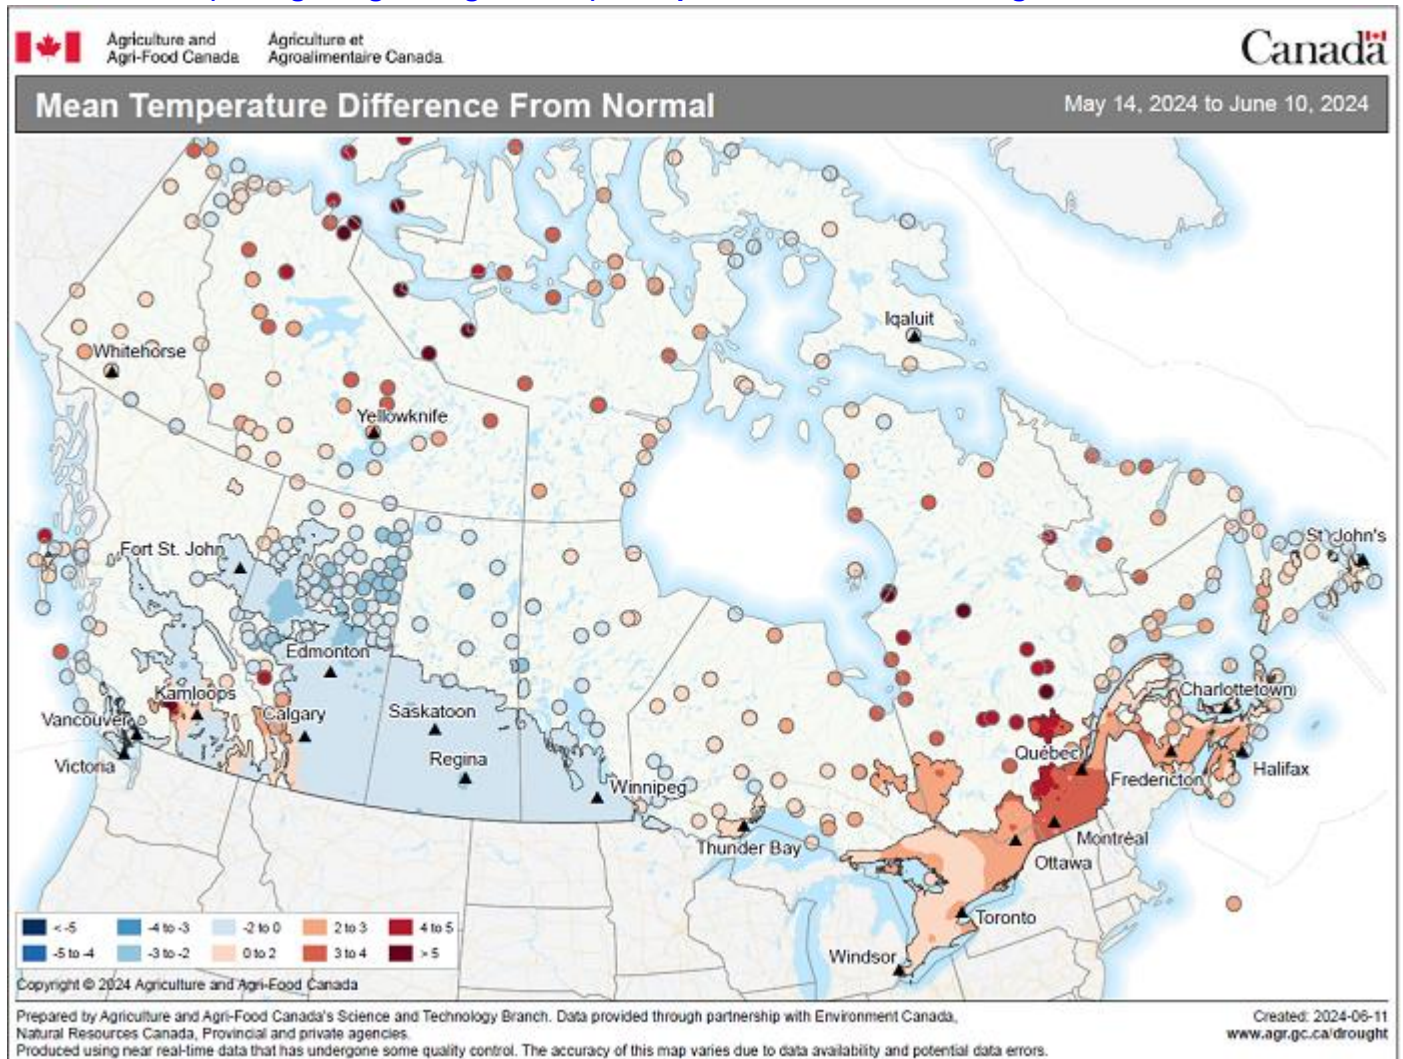 Agriculture and
Agri-Food Canada
Agriculture et
Agroalimentaire Canada
Canada
Mean Temperature Difference From Normal
May 14, 2024 to June 10, 2024
Iqaluit
Whitehorse
Yellowknife
Fort St. John
St. John's
Edmonton
Kamloops
Charlottetown
Vancouver
Calgary
Saskatoon
Victoria
Regina
Québec
Fredericton
Halifax
Winnipeg
Thunder Bay
Montréal
Ottawa
Toronto
Windsor
< -5
-4 to -3
-2 to 0
2 to 3
4 to 5
-5 to -4
-3 to -2
0 to 2
3 to 4
> 5
Copyright © 2024 Agriculture and Agri-Food Canada
Prepared by Agriculture and Agri-Food Canada's Science and Technology Branch. Data provided through partnership with Environment Canada,
Natural Resources Canada, Provincial and private agencies.
Produced using near real-time data that has undergone some quality control. The accuracy of this map varies due to data availability and potential data errors.
Created: 2024-06-11
www.agr.gc.ca/drought